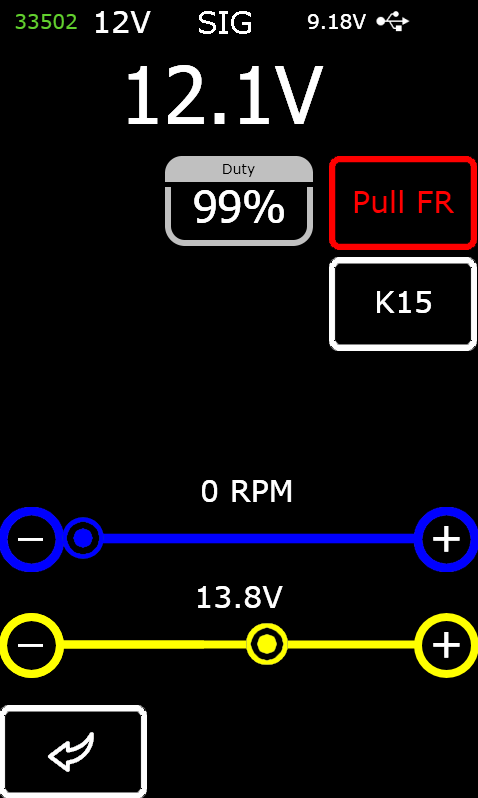 33502 12V SIG 9.18V
12.1V
Duty
99%
Pull FR
K15
0 RPM
− +
13.8V
− +